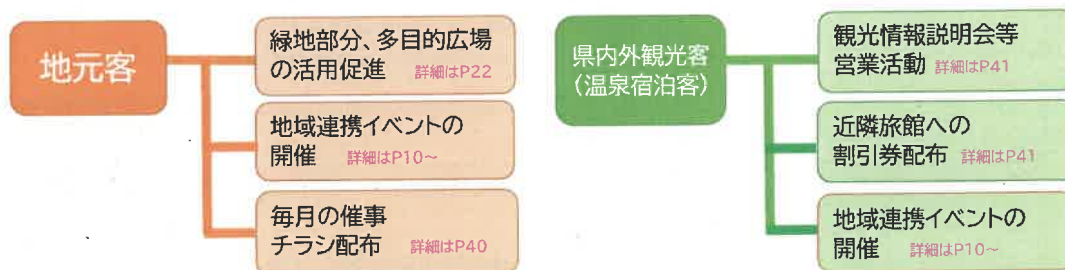 地元客
緑地部分、多目的広場
の活用促進 詳細はP22
地域連携イベントの
開催 詳細はP10～
毎月の催事
チラシ配布 詳細はP40
県内外観光客
（温泉宿泊客）
観光情報説明会等
営業活動 詳細はP41
近隣旅館への
割引券配布 詳細はP41
地域連携イベントの
開催 詳細はP10～